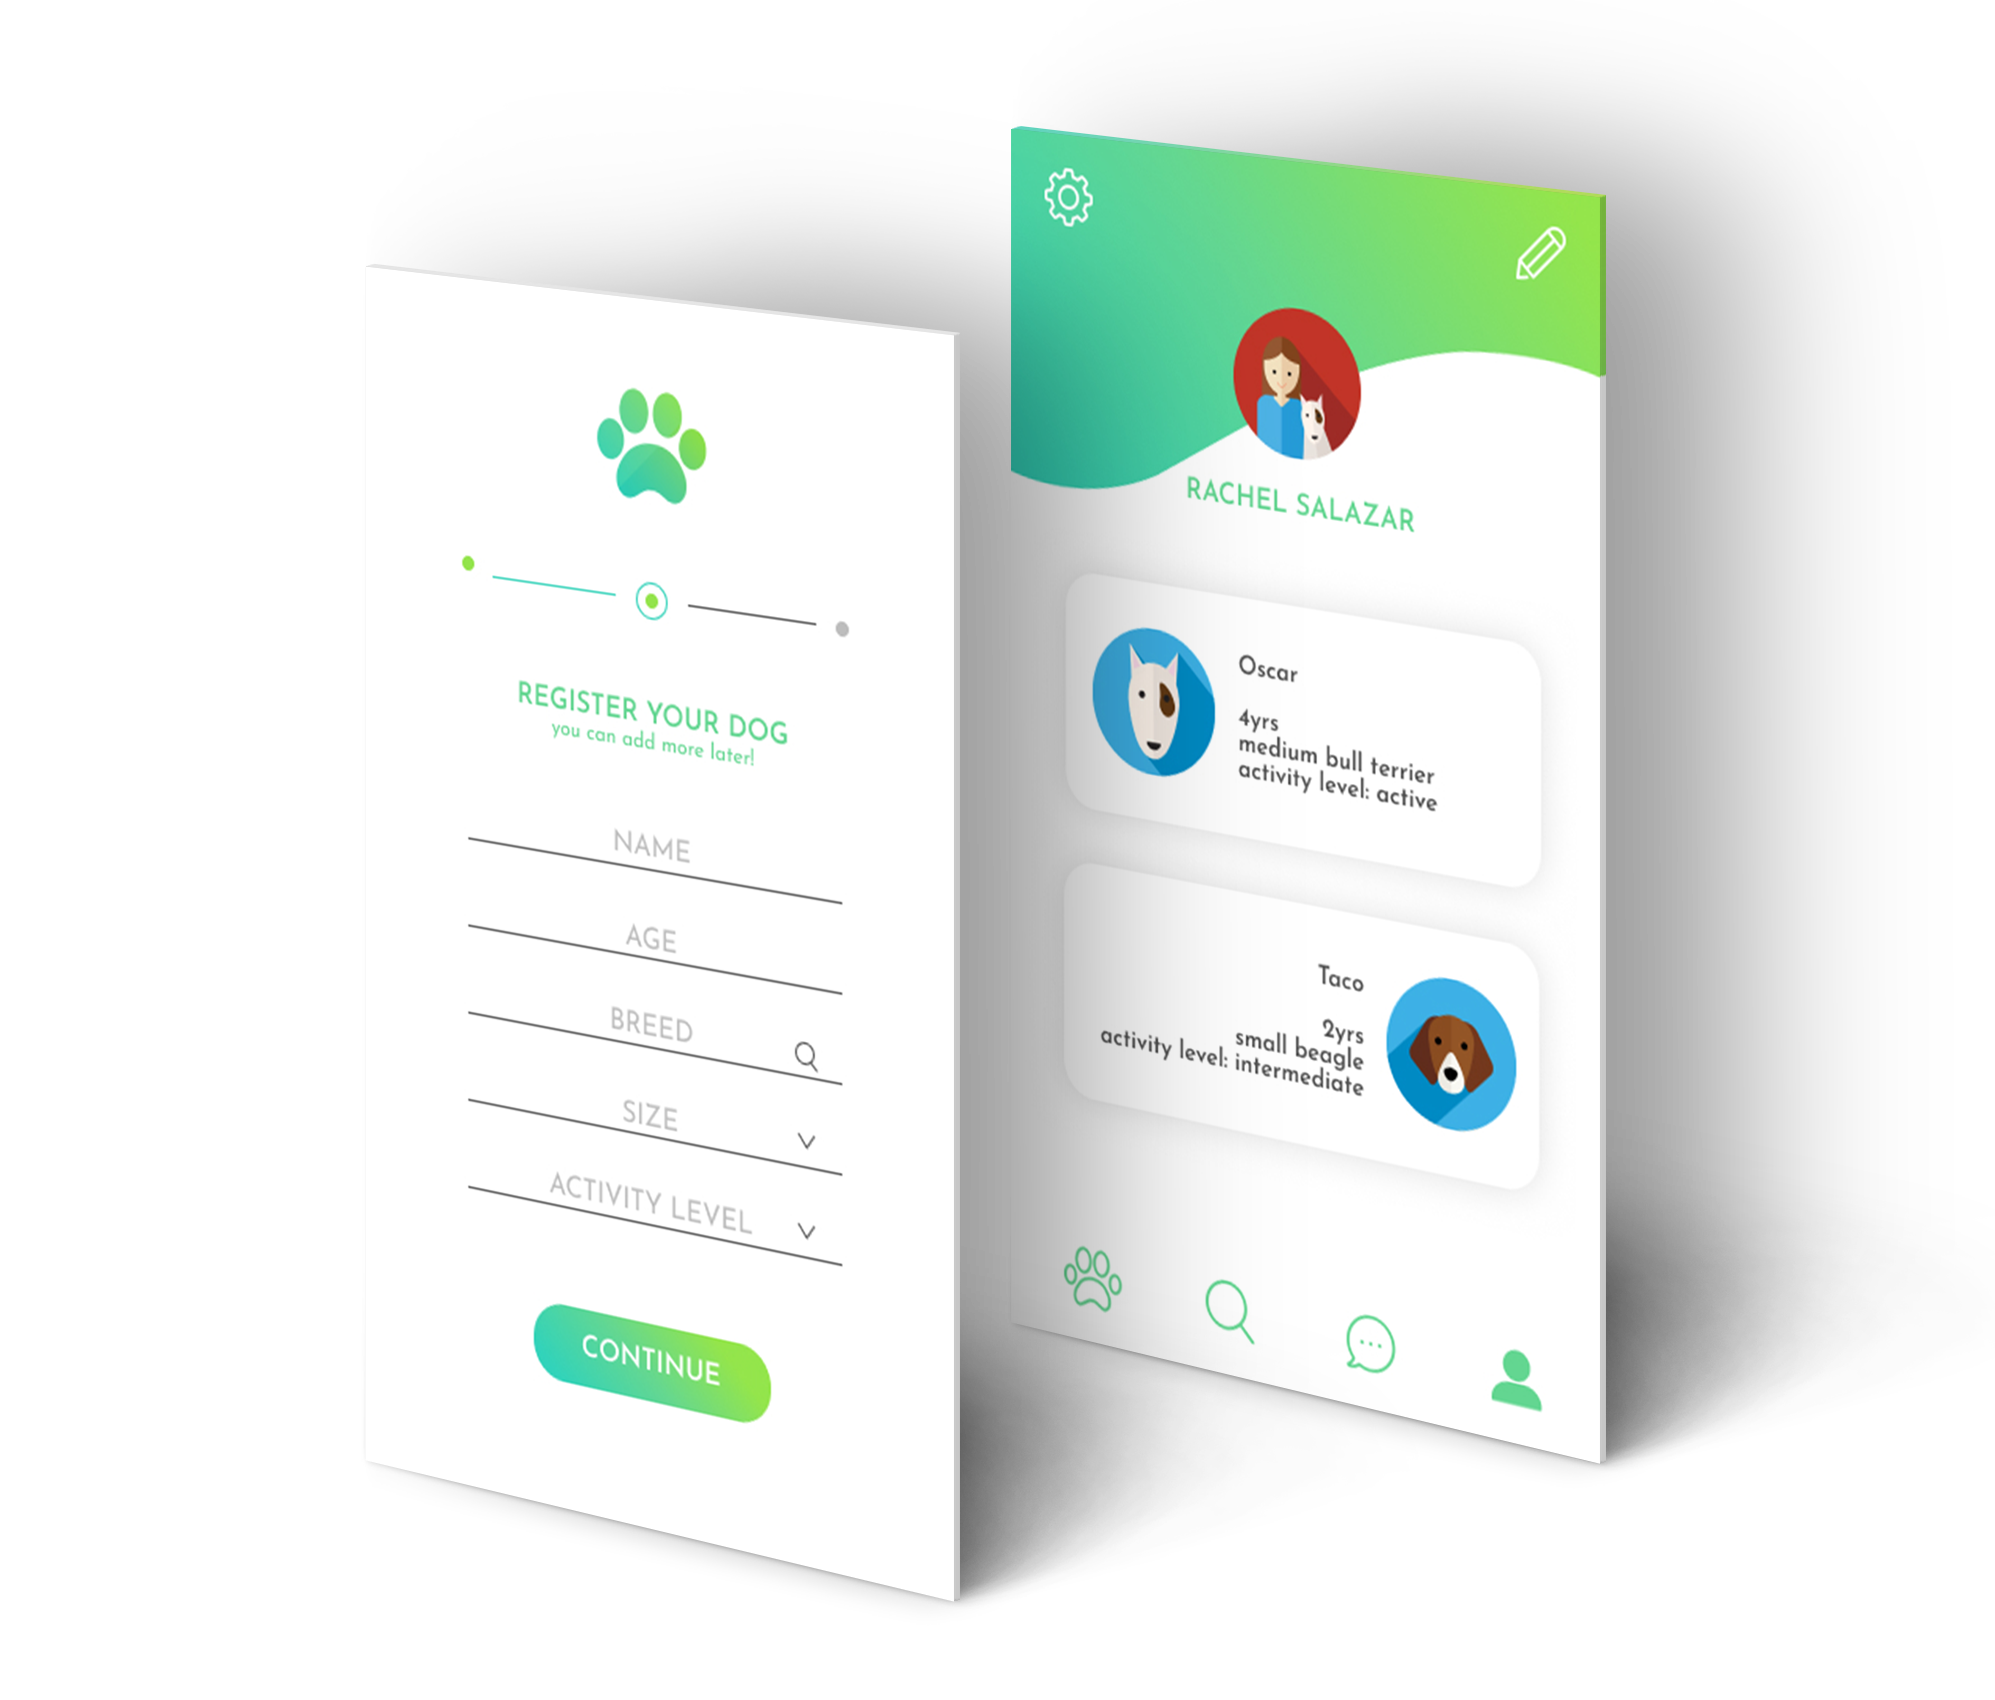 REGISTER YOUR DOG
you can add more later!
NAME
AGE
BREED
SIZE
ACTIVITY LEVEL
CONTINUE
RACHEL SALAZAR
Oscar
4yrs
medium bull terrier
activity level: active
Taco
2yrs
small beagle
activity level: intermediate